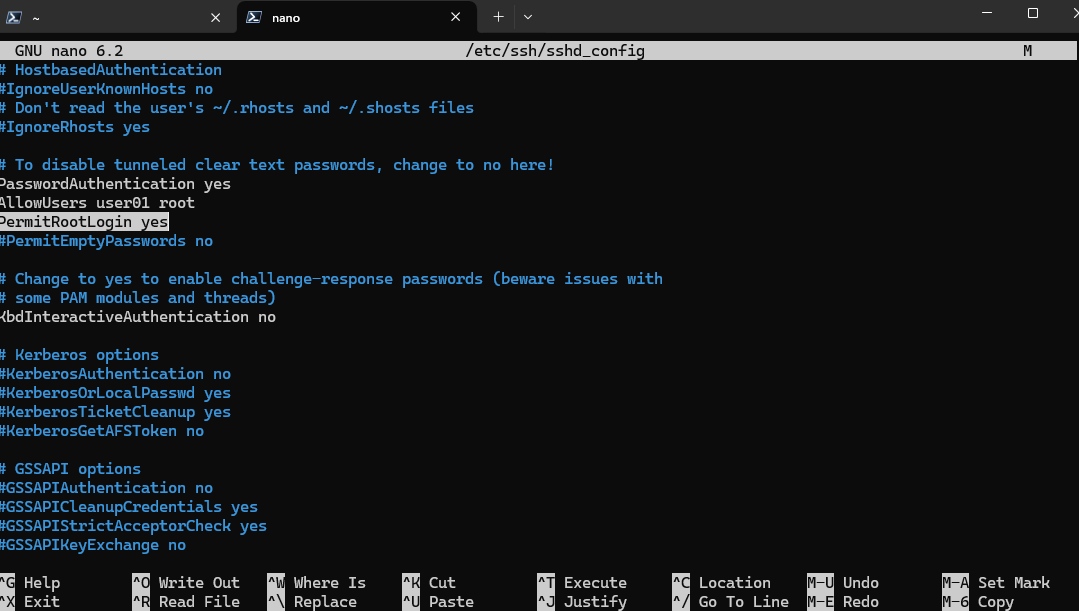 ~
nano
GNU nano 6.2 /etc/ssh/sshd_config M
# HostbasedAuthentication
#IgnoreUserKnownHosts no
# Don't read the user's ~/.rhosts and ~/.shosts files
#IgnoreRhosts yes
# To disable tunneled clear text passwords, change to no here!
PasswordAuthentication yes
AllowUsers user01 root
PermitRootLogin yes
#PermitEmptyPasswords no
# Change to yes to enable challenge-response passwords (beware issues with
# some PAM modules and threads)
KbdInteractiveAuthentication no
# Kerberos options
#KerberosAuthentication no
#KerberosOrLocalPasswd yes
#KerberosTicketCleanup yes
#KerberosGetAFSToken no
# GSSAPI options
#GSSAPIAuthentication no
#GSSAPICleanupCredentials yes
#GSSAPIStrictAcceptorCheck yes
#GSSAPIKeyExchange no
^G Help ^O Write Out ^W Where Is ^K Cut ^T Execute ^C Location M-U Undo M-A Set Mark
^X Exit ^R Read File ^\ Replace ^U Paste ^J Justify ^/ Go To Line M-E Redo M-6 Copy